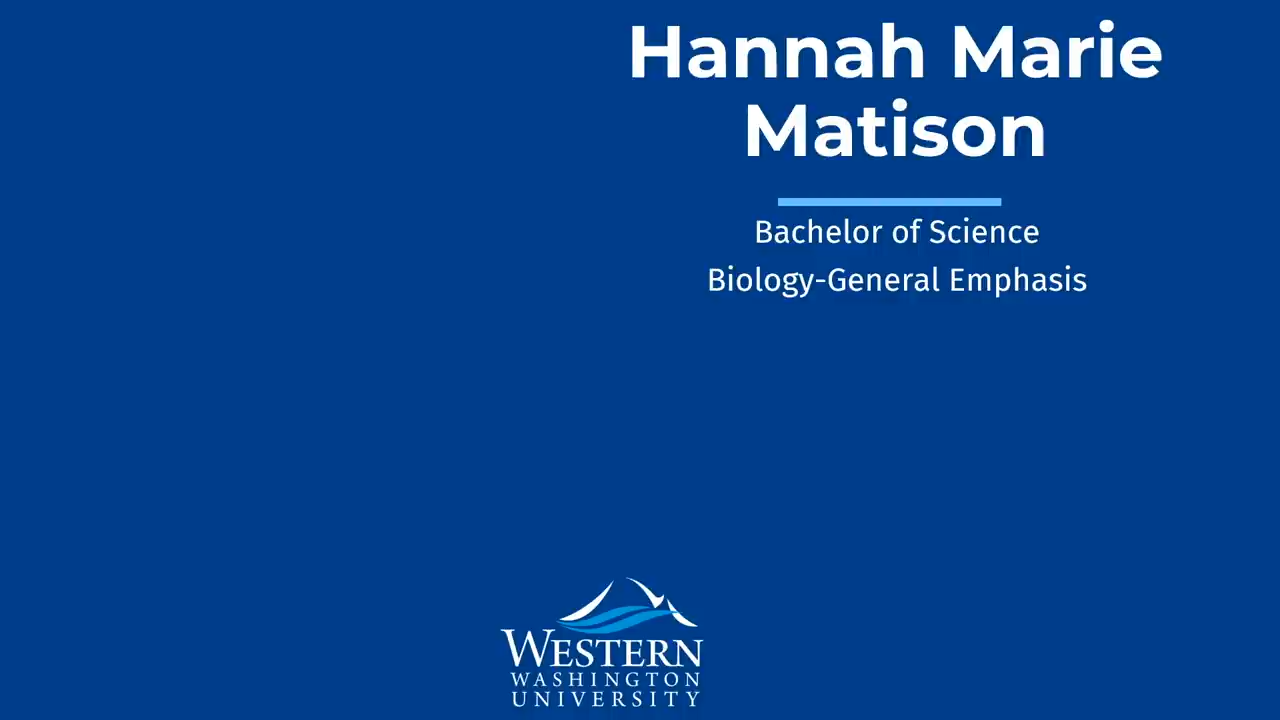 Hannah Marie
Matison
Bachelor of Science
Biology-General Emphasis
WESTERN
WASHINGTON
UNIVERSITY